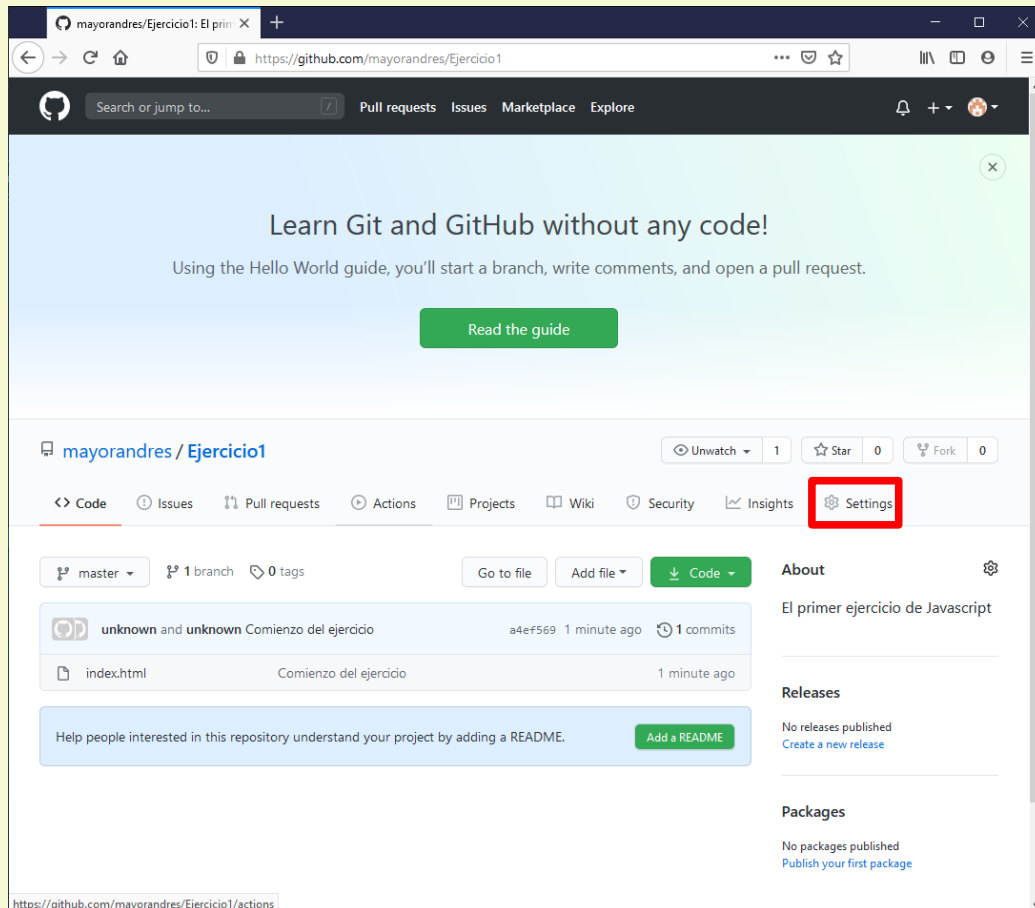 mayorandres/Ejercicio1: El prim
https://github.com/mayorandres/Ejercicio1
Search or jump to... /
Pull requests Issues Marketplace Explore
Learn Git and GitHub without any code!
Using the Hello World guide, you’ll start a branch, write comments, and open a pull request.
Read the guide
mayorandres / Ejercicio1
Unwatch 1 Star 0 Fork 0
Code Issues Pull requests Actions Projects Wiki Security Insights Settings
master 1 branch 0 tags Go to file Add file Code
unknown and unknown Comienzo del ejercicio a4ef569 1 minute ago 1 commits
index.html Comienzo del ejercicio 1 minute ago
Help people interested in this repository understand your project by adding a README. Add a README
About
El primer ejercicio de Javascript
Releases
No releases published
Create a new release
Packages
No packages published
Publish your first package
https://github.com/mayorandres/Ejercicio1/actions